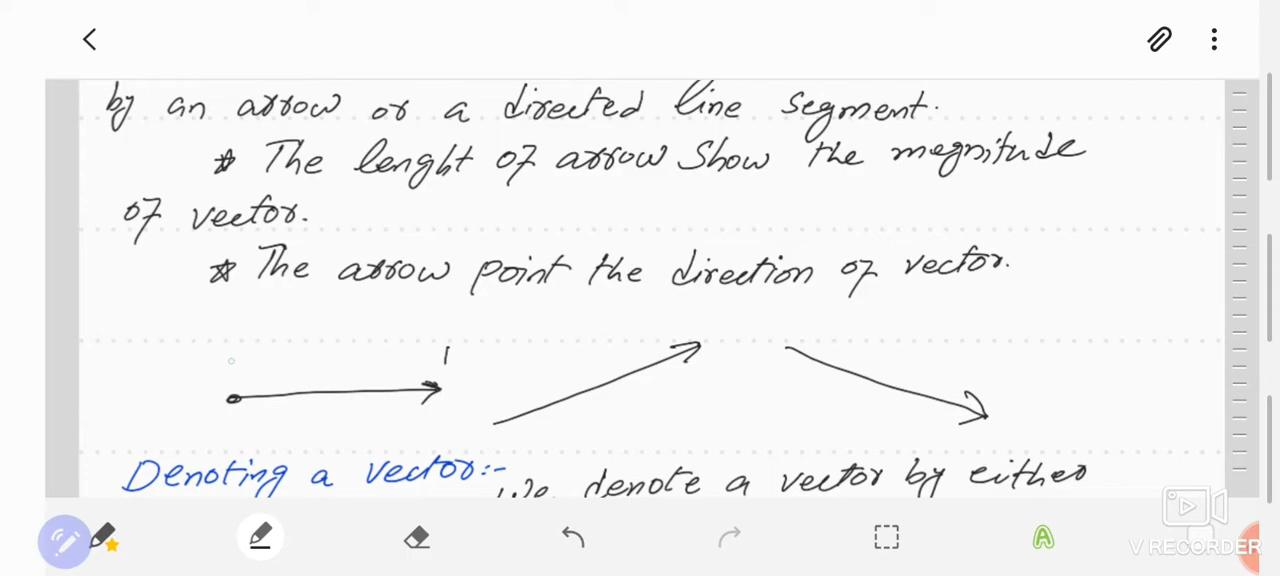 by an arrow or a directed line segment.
* The lenght of arrow show the megnitude
of vector.
* The arrow point the direction of vector.
Denoting a vector:- We denote a vector by either
A
V RECORDER